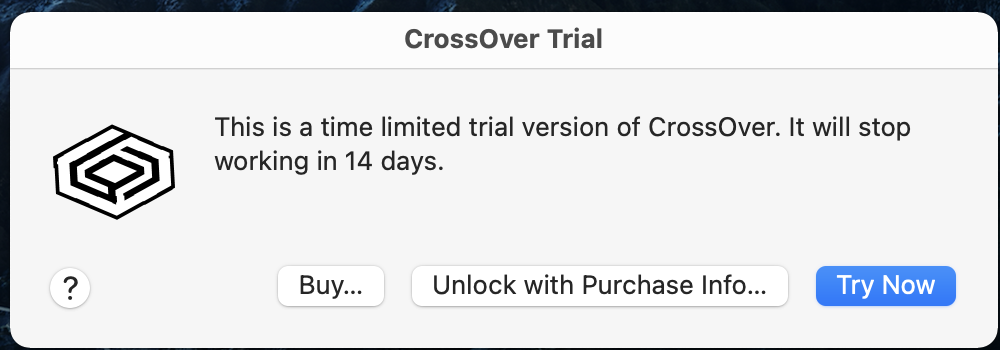 CrossOver Trial
This is a time limited trial version of CrossOver. It will stop
working in 14 days.
?
Buy...
Unlock with Purchase Info...
Try Now